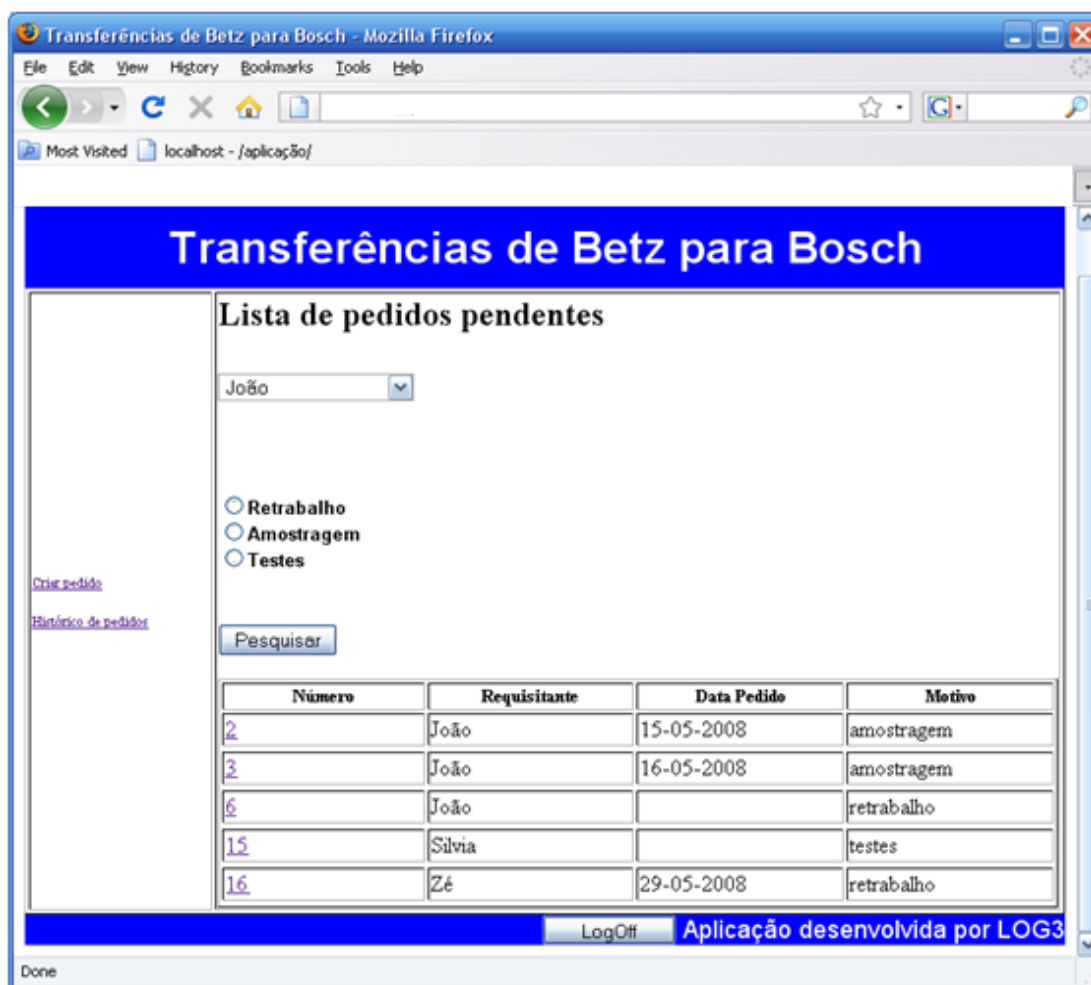 Transferências de Betz para Bosch - Mozilla Firefox
File Edit View History Bookmarks Tools Help
G
Most Visited localhost - /aplicação/
Transferências de Betz para Bosch
Lista de pedidos pendentes
João
Retrabalho
Amostragem
Testes
Criar pedido
Histórico de pedidos
Pesquisar
Número Requisitante Data Pedido Motivo
2 João 15-05-2008 amostragem
3 João 16-05-2008 amostragem
6 João retrabalho
15 Silvia testes
16 Zé 29-05-2008 retrabalho
LogOff Aplicação desenvolvida por LOG3
Done